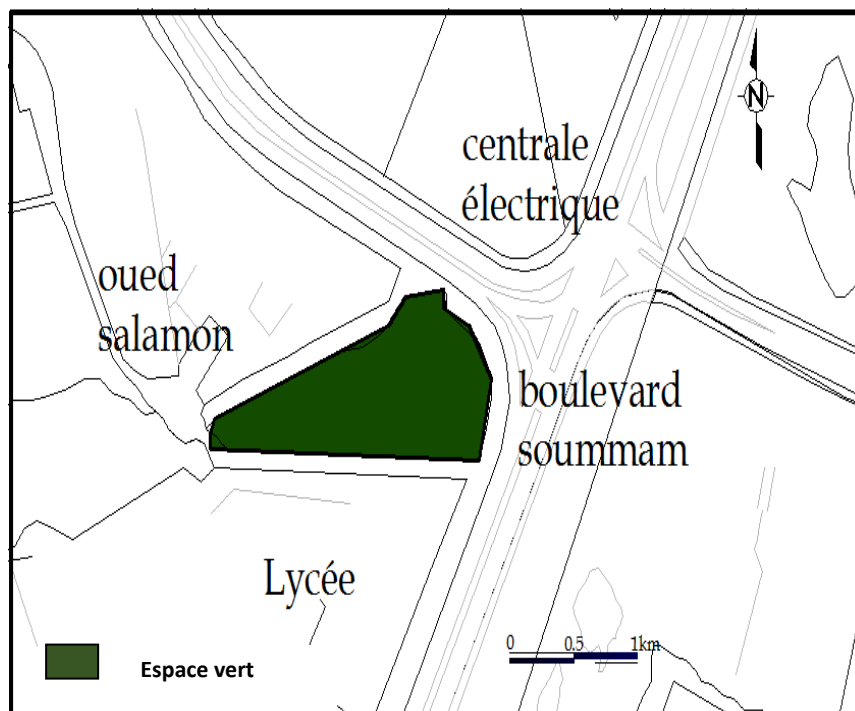 N
centrale
électrique
oued
salamon
boulevard
soummam
Lycée
0 0.5 1km
Espace vert